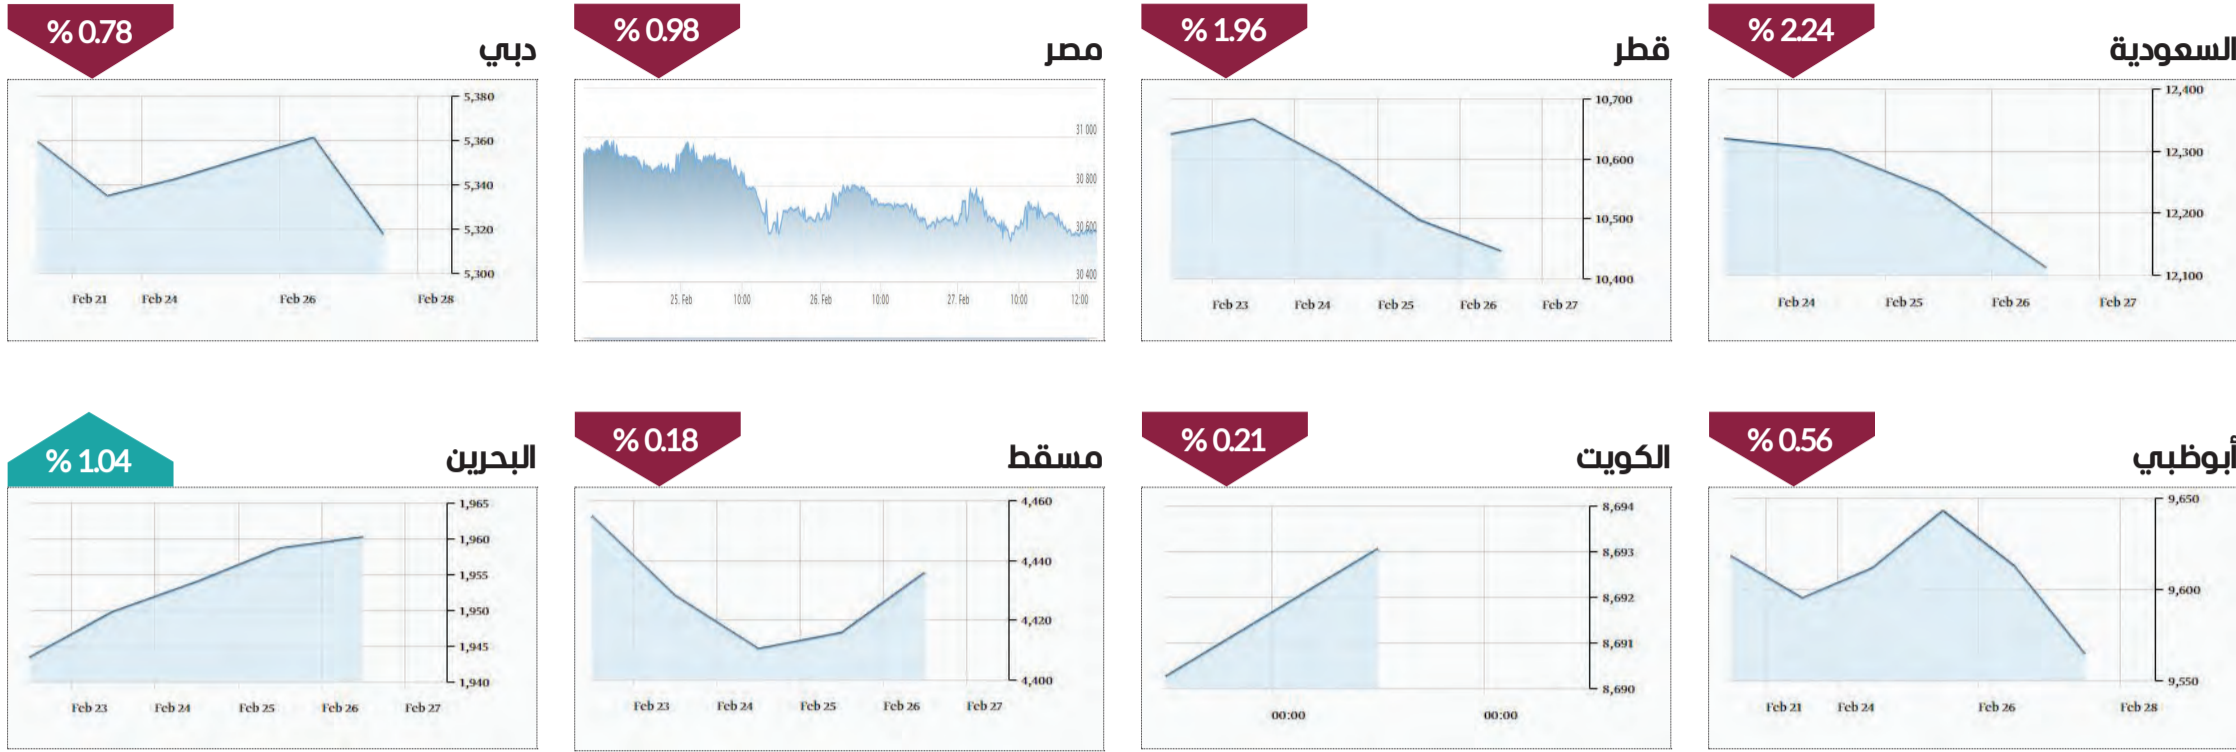 السعودية
% 2.24
12,400
12,300
12,200
12,100
Feb 24 Feb 25 Feb 26 Feb 27
قطر
% 1.96
10,700
10,600
10,500
10,400
Feb 23 Feb 24 Feb 25 Feb 26 Feb 27
مصر
% 0.98
31 000
30 800
30 600
30 400
25. Feb 10:00 26. Feb 10:00 27. Feb 10:00 12:00
دبي
% 0.78
5,380
5,360
5,340
5,320
5,300
Feb 21 Feb 24 Feb 26 Feb 28
أبوظبي
% 0.56
9,650
9,600
9,550
Feb 21 Feb 24 Feb 26 Feb 28
الكويت
% 0.21
8,694
8,693
8,692
8,691
8,690
00:00 00:00
مسقط
% 0.18
4,460
4,440
4,420
4,400
Feb 23 Feb 24 Feb 25 Feb 26 Feb 27
البحرين
% 1.04
1,965
1,960
1,955
1,950
1,945
1,940
Feb 23 Feb 24 Feb 25 Feb 26 Feb 27